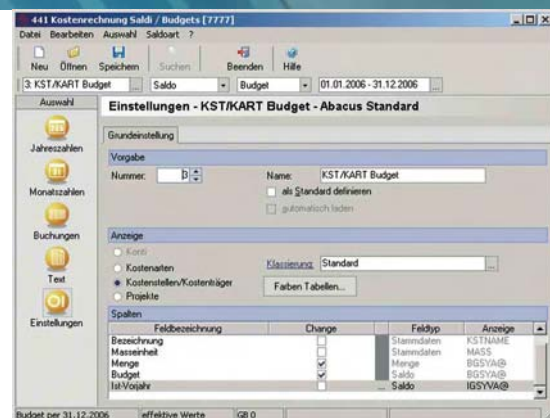 441 Kostenrechnung Saldi / Budgets [7777]
Datei Bearbeiten Auswahl Saldoart ?
Neu Öffnen Speichern Suchen Beenden Hilfe
3: KST/KART Budget ... Saldo Budget 01.01.2006 - 31.12.2006 ...
Auswahl
Einstellungen - KST/KART Budget - Abacus Standard
Grundeinstellung
Jahreszahlen
Vorgabe
Nummer: 3 Name: KST/KART Budget
Monatszahlen
als Standard definieren
automatisch laden
Buchungen
Anzeige
Konti
Kostenarten
Klassierung: Standard ...
Text
Kostenstellen/Kostenträger
Farben Tabellen...
Projekte
Einstellungen
Spalten
Feldbezeichnung Change Feldtyp Anzeige
Bezeichnung Stammdaten KSTNAME
Masseinheit Stammdaten MASS
Menge Menge BGSYA@
Budget Saldo BGSYA@
Ist-Vorjahr ... Saldo IGSYVA@
Budget per 31.12.2006 effektive Werte GB 0